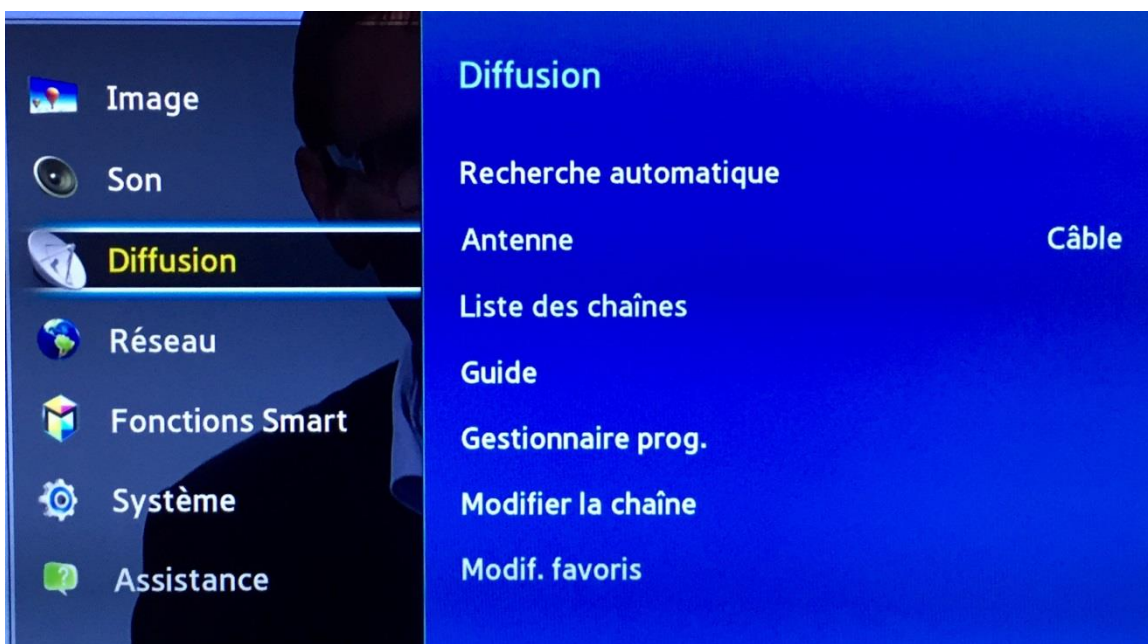 Image
Son
Diffusion
Réseau
Fonctions Smart
Système
Assistance
Diffusion
Recherche automatique
Antenne Câble
Liste des chaînes
Guide
Gestionnaire prog.
Modifier la chaîne
Modif. favoris